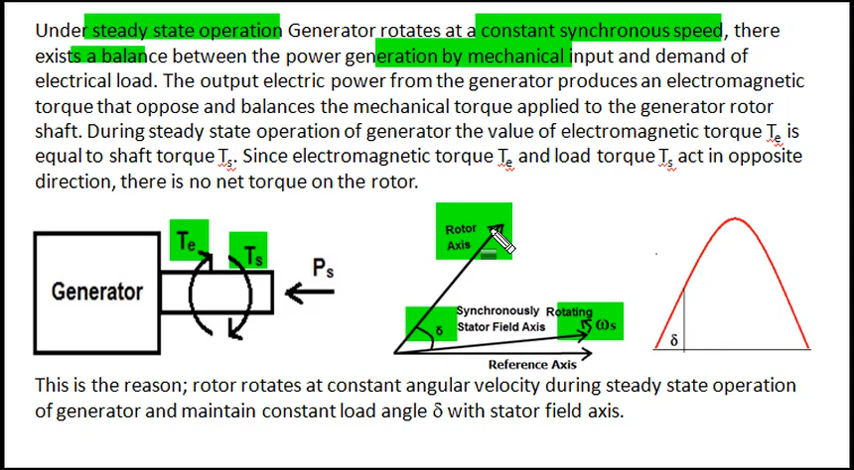 Under steady state operation Generator rotates at a constant synchronous speed, there
exists a balance between the power generation by mechanical input and demand of
electrical load. The output electric power from the generator produces an electromagnetic
torque that oppose and balances the mechanical torque applied to the generator rotor
shaft. During steady state operation of generator the value of electromagnetic torque Te is
equal to shaft torque Ts. Since electromagnetic torque Te and load torque Ts act in opposite
direction, there is no net torque on the rotor.
Te
Ts
Ps
Generator
Rotor
Axis
Synchronously Rotating
Stator Field Axis
δ
ωs
Reference Axis
δ
This is the reason; rotor rotates at constant angular velocity during steady state operation
of generator and maintain constant load angle δ with stator field axis.